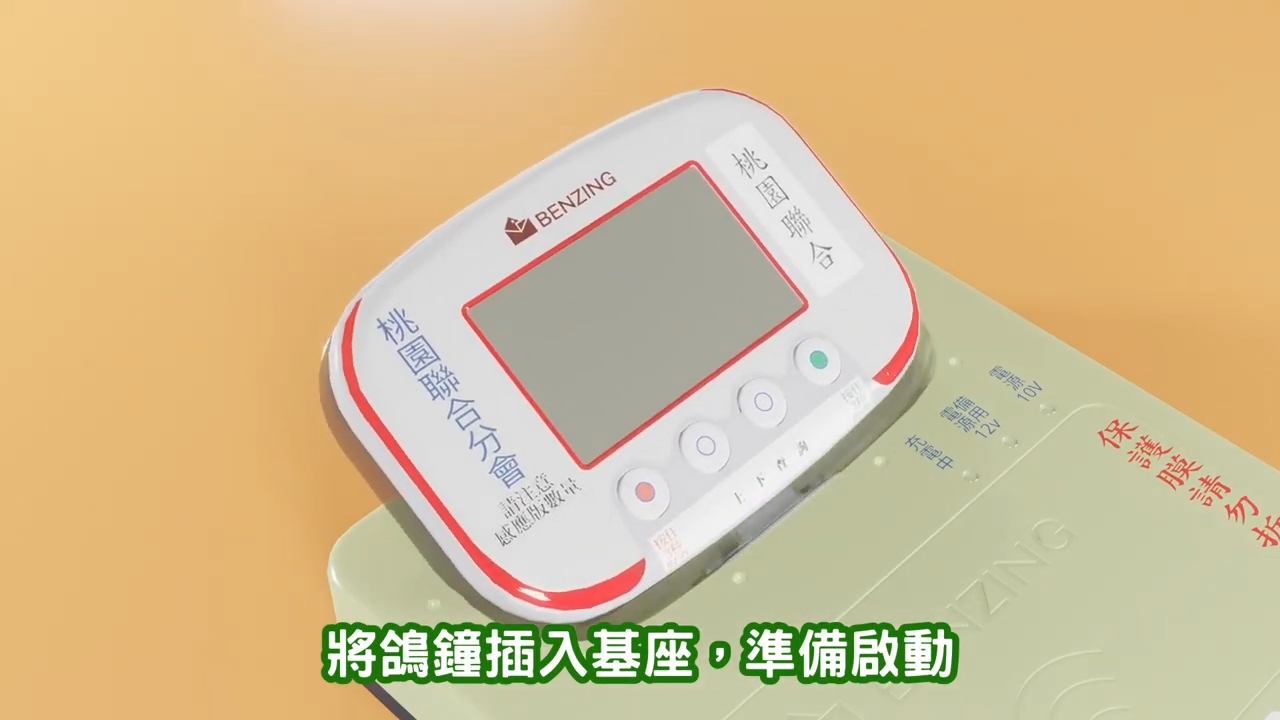 BENZING
桃園聯合
桃園聯合分會
請注意
感應版數量
上下查詢
電源
10V
備用
電源
12V
充電中
保護膜請勿折
BENZING
將鴿鐘插入基座，準備啟動